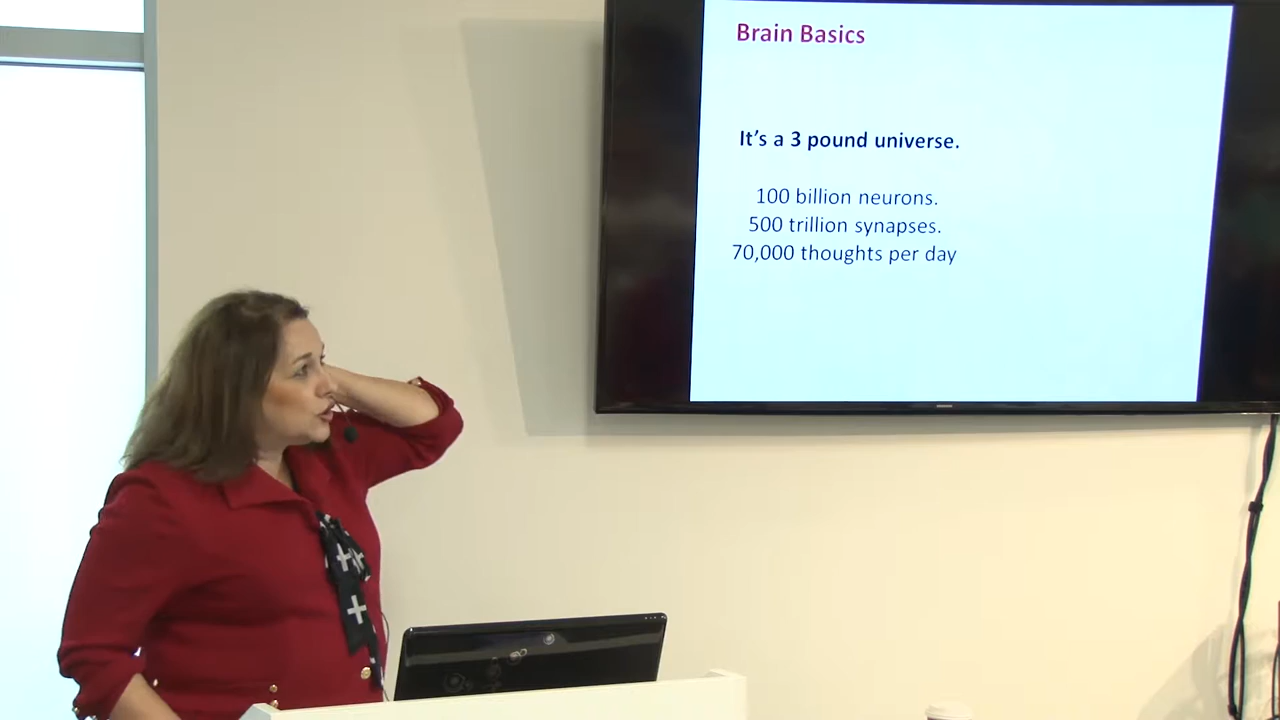 Brain Basics
It's a 3 pound universe.
100 billion neurons.
500 trillion synapses.
70,000 thoughts per day